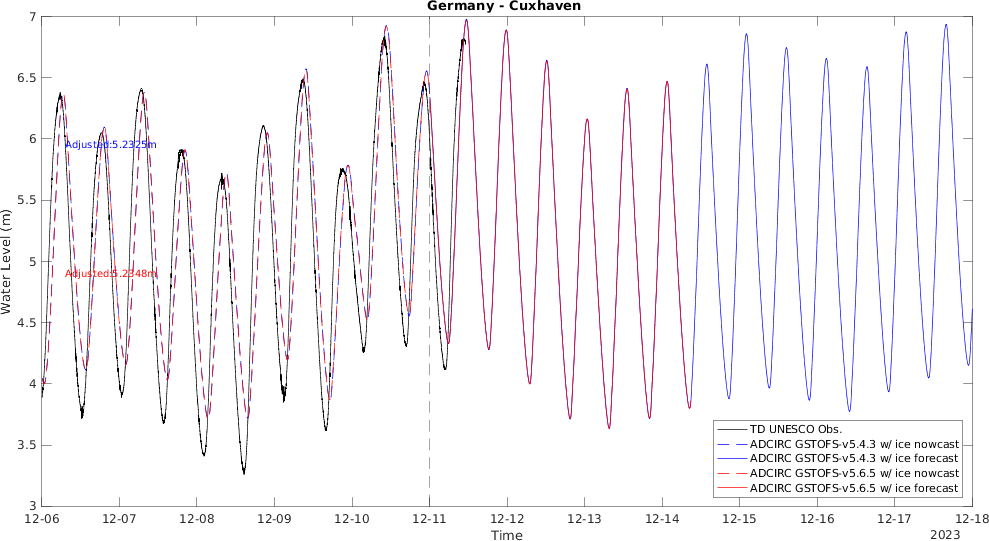 Germany - Cuxhaven
7
6.5
6
5.5
5
4.5
4
3.5
3
Water Level (m)
Adjusted:5.2325m
Adjusted:5.2348m
TD UNESCO Obs.
ADCIRC GSTOFS-v5.4.3 w/ ice nowcast
ADCIRC GSTOFS-v5.4.3 w/ ice forecast
ADCIRC GSTOFS-v5.6.5 w/ ice nowcast
ADCIRC GSTOFS-v5.6.5 w/ ice forecast
12-06 12-07 12-08 12-09 12-10 12-11 12-12 12-13 12-14 12-15 12-16 12-17 12-18
Time
2023